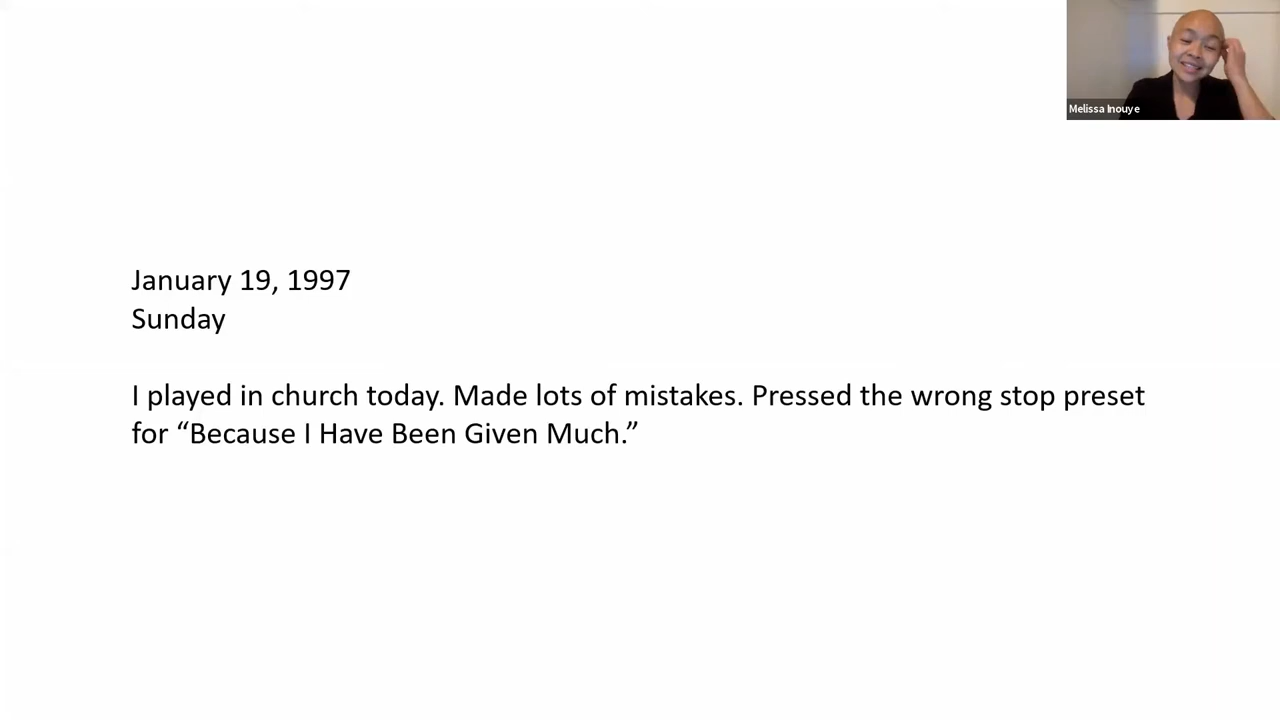 Melissa Inouye
January 19, 1997
Sunday
I played in church today. Made lots of mistakes. Pressed the wrong stop preset
for “Because I Have Been Given Much.”